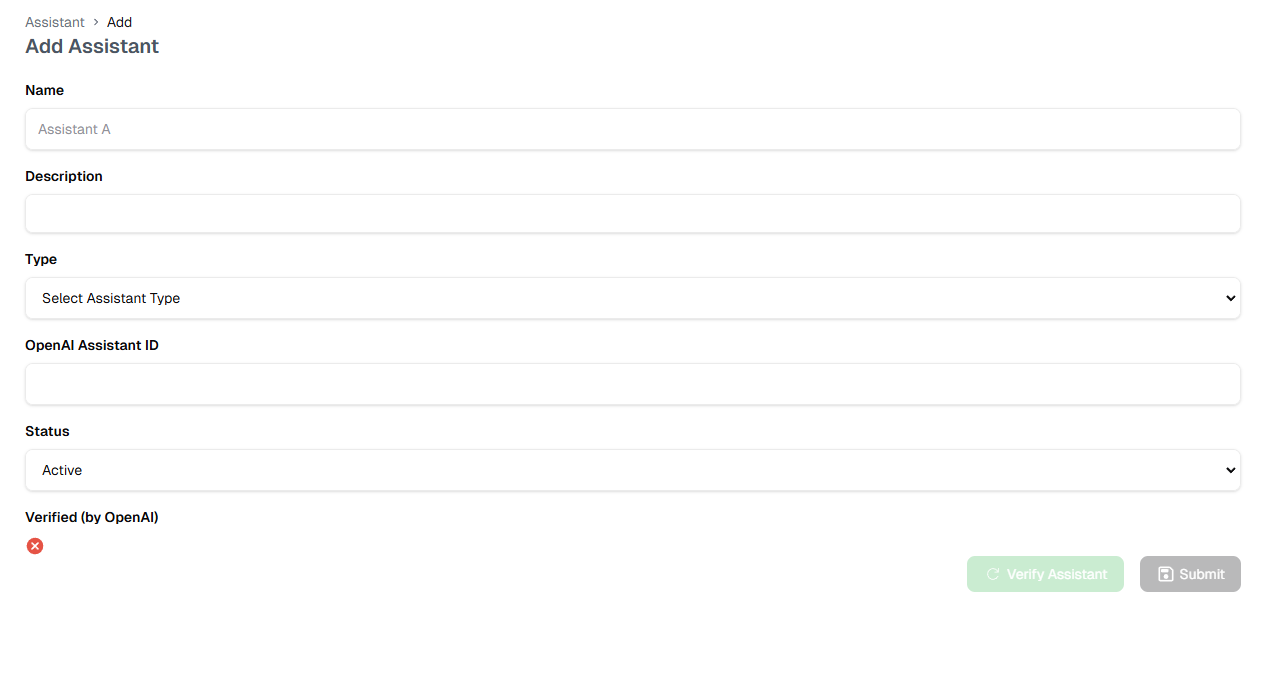 Assistant > Add
Add Assistant
Name
Assistant A
Description
Type
Select Assistant Type
OpenAI Assistant ID
Status
Active
Verified (by OpenAI)
Verify Assistant Submit